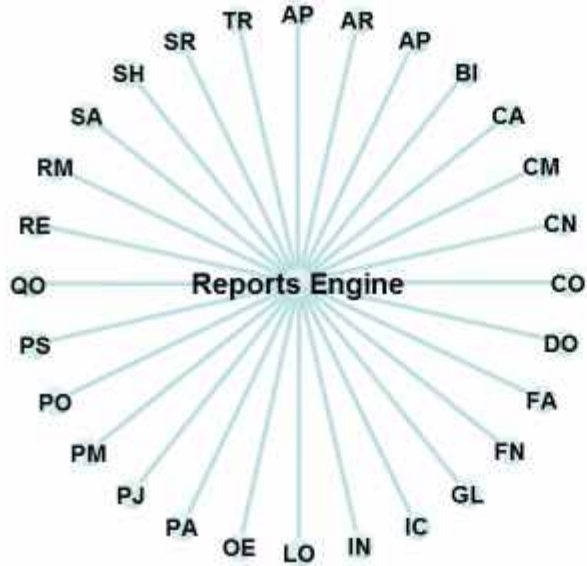 AP
AR
AP
BI
CA
CM
CN
CO
DO
FA
FN
GL
IC
IN
LO
OE
PA
PJ
PM
PO
PS
QO
RE
RM
SA
SH
SR
TR
Reports Engine